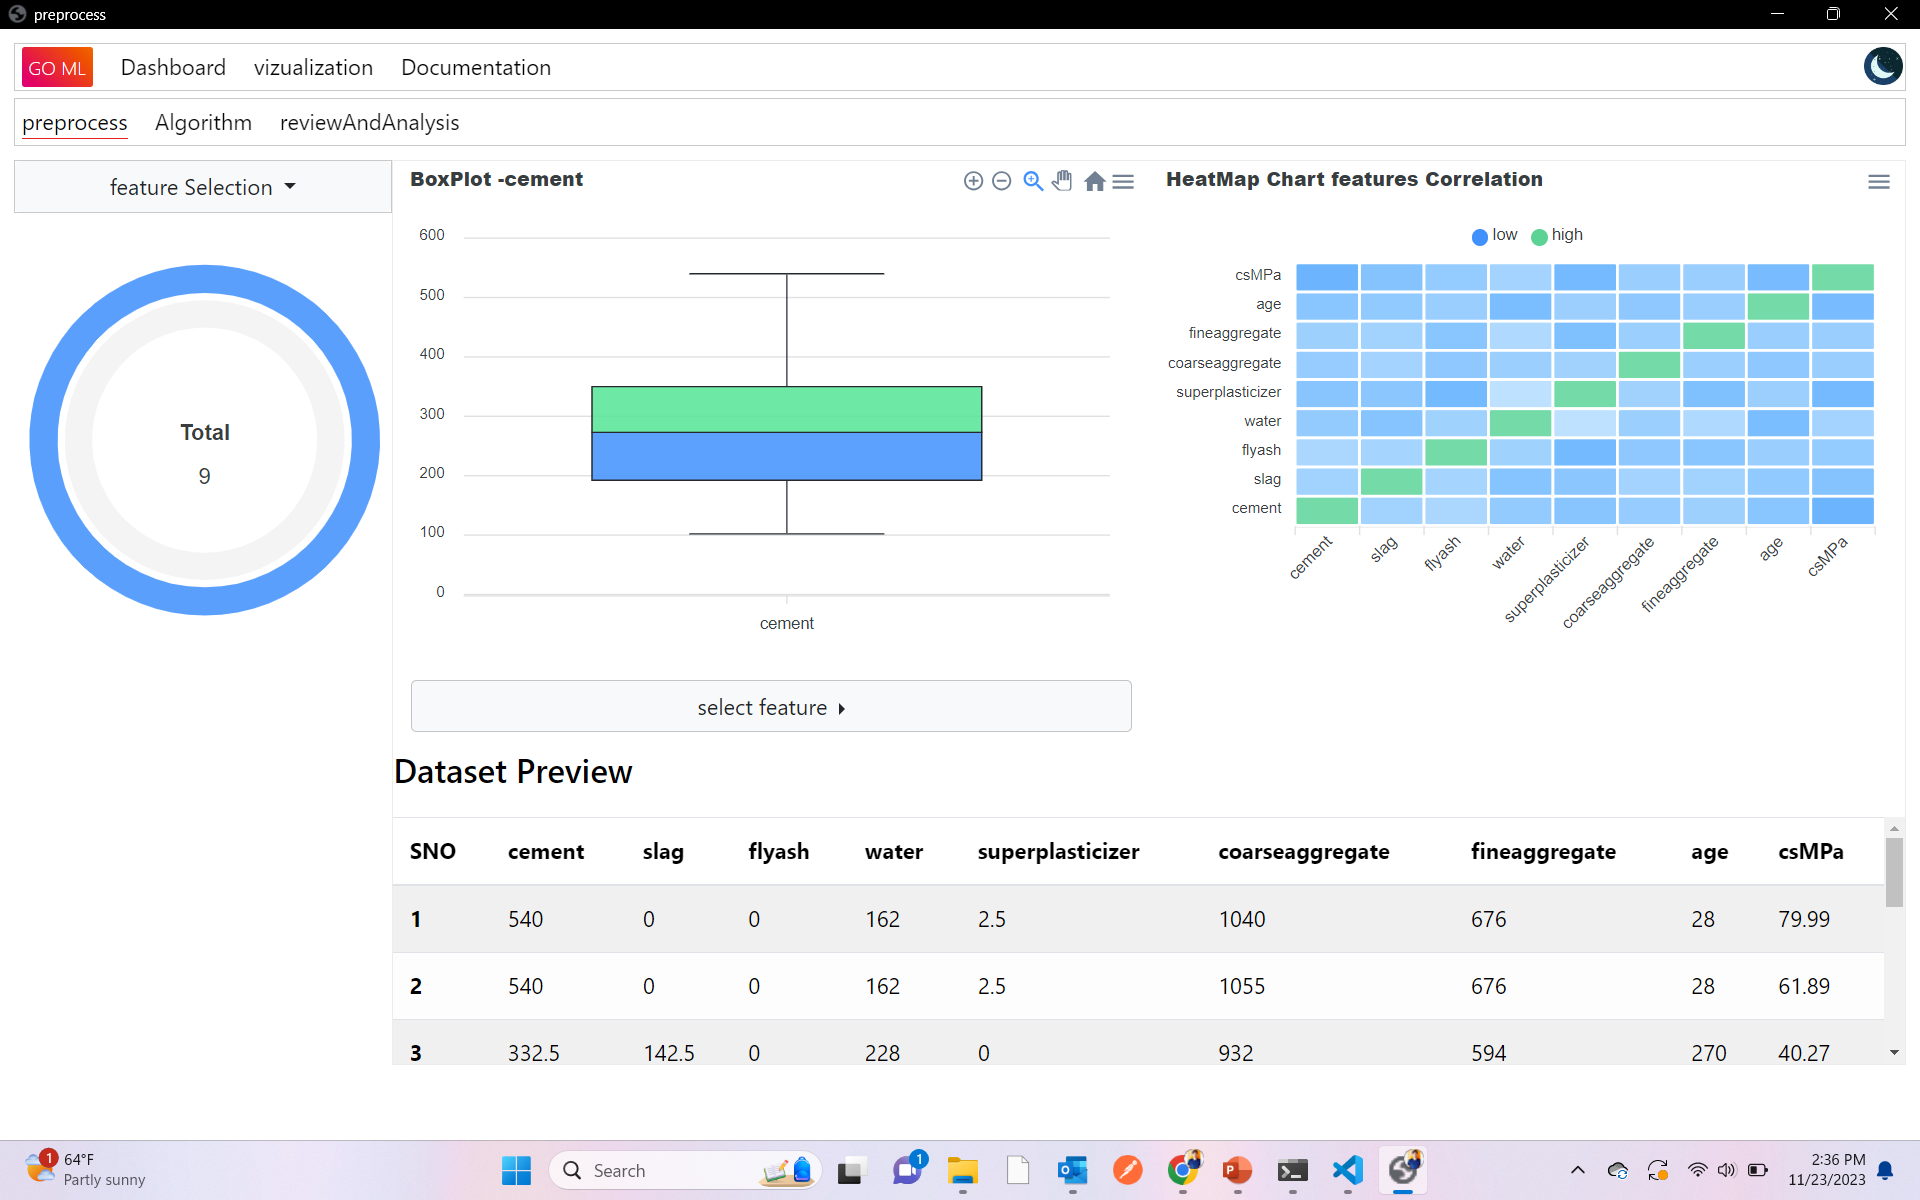 preprocess
GO ML Dashboard vizualization Documentation
preprocess Algorithm reviewAndAnalysis
feature Selection
Total
9
BoxPlot -cement
600
500
400
300
200
100
0
cement
select feature
HeatMap Chart features Correlation
low high
csMPa
age
fineaggregate
coarseaggregate
superplasticizer
water
flyash
slag
cement
cement slag flyash water superplasticizer coarseaggregate fineaggregate age csMPa
Dataset Preview
SNO cement slag flyash water superplasticizer coarseaggregate fineaggregate age csMPa
1 540 0 0 162 2.5 1040 676 28 79.99
2 540 0 0 162 2.5 1055 676 28 61.89
3 332.5 142.5 0 228 0 932 594 270 40.27
1
64°F
Partly sunny
Search
1
2:36 PM
11/23/2023